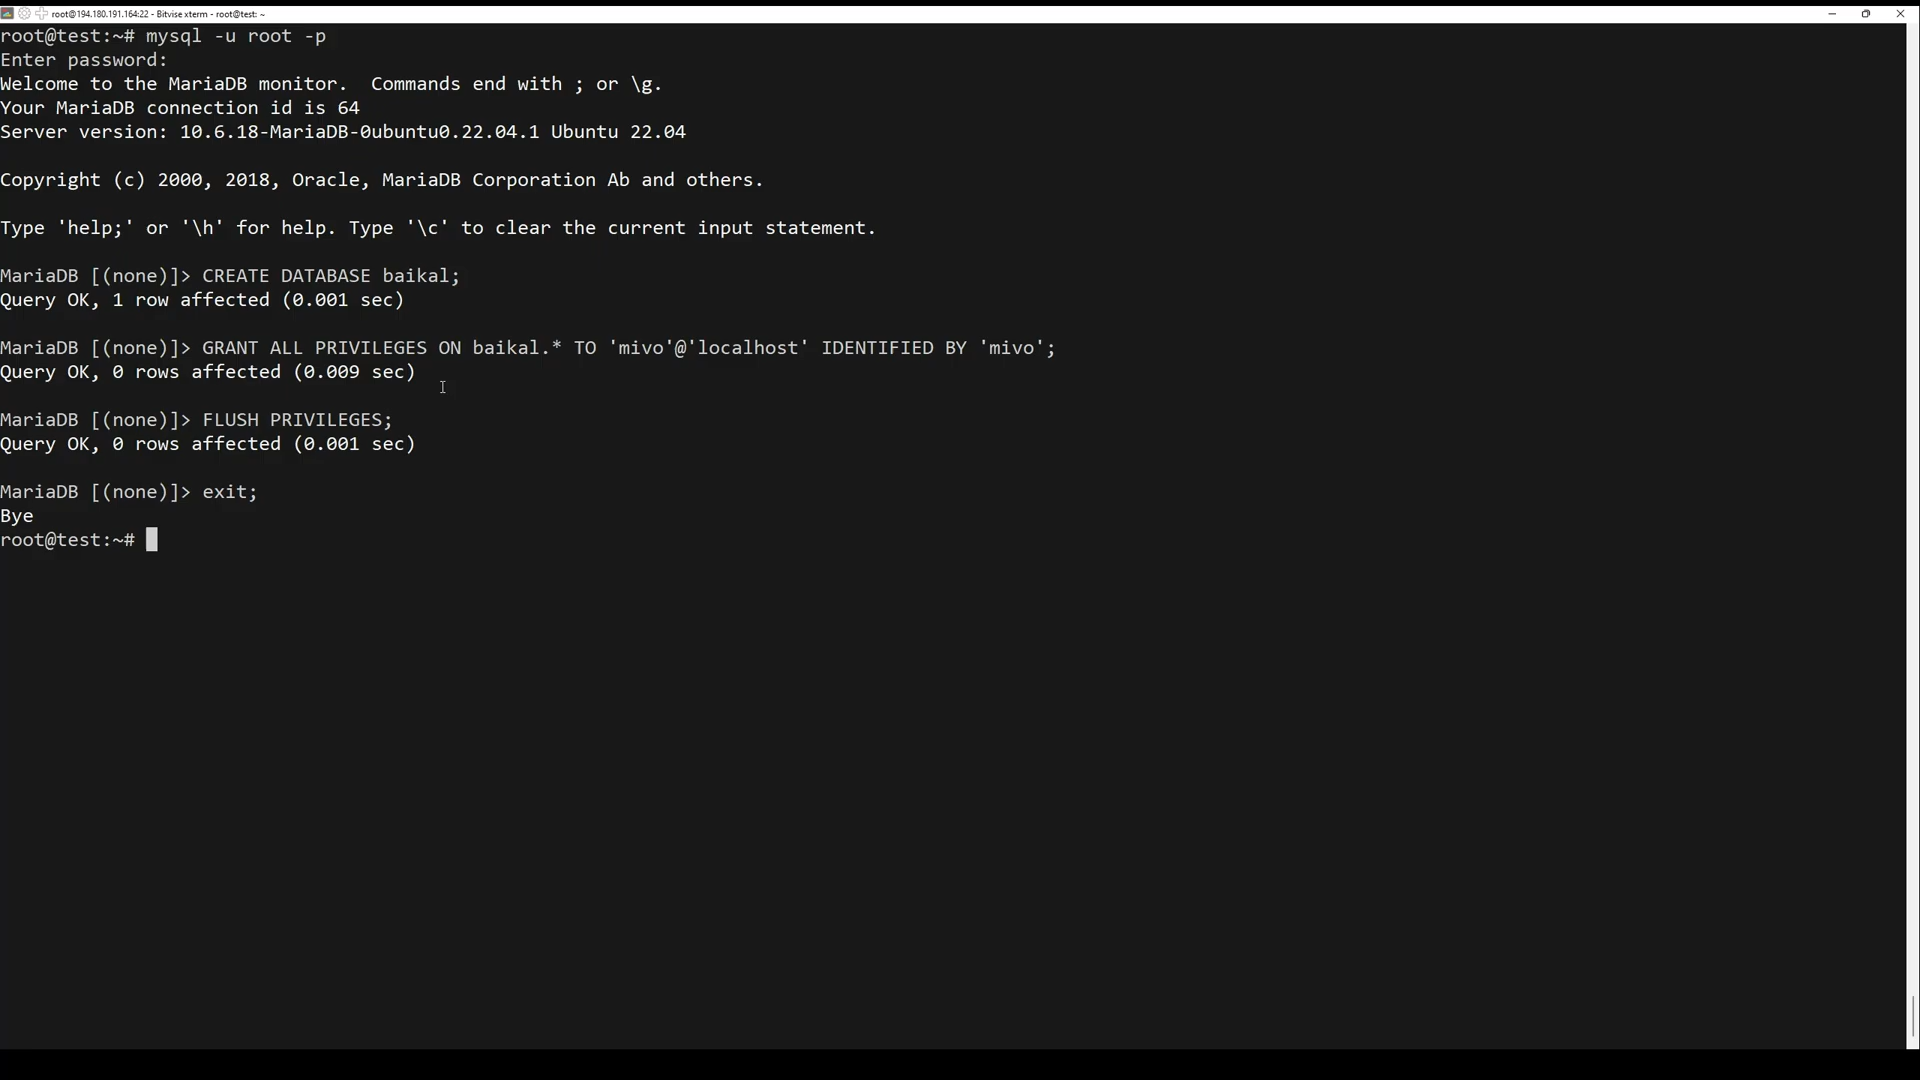 root@194.180.191.164:22 - Bitvise xterm - root@test: ~
root@test:~# mysql -u root -p
Enter password:
Welcome to the MariaDB monitor.  Commands end with ; or \g.
Your MariaDB connection id is 64
Server version: 10.6.18-MariaDB-0ubuntu0.22.04.1 Ubuntu 22.04
Copyright (c) 2000, 2018, Oracle, MariaDB Corporation Ab and others.
Type 'help;' or '\h' for help. Type '\c' to clear the current input statement.
MariaDB [(none)]> CREATE DATABASE baikal;
Query OK, 1 row affected (0.001 sec)
MariaDB [(none)]> GRANT ALL PRIVILEGES ON baikal.* TO 'mivo'@'localhost' IDENTIFIED BY 'mivo';
Query OK, 0 rows affected (0.009 sec)
MariaDB [(none)]> FLUSH PRIVILEGES;
Query OK, 0 rows affected (0.001 sec)
MariaDB [(none)]> exit;
Bye
root@test:~#